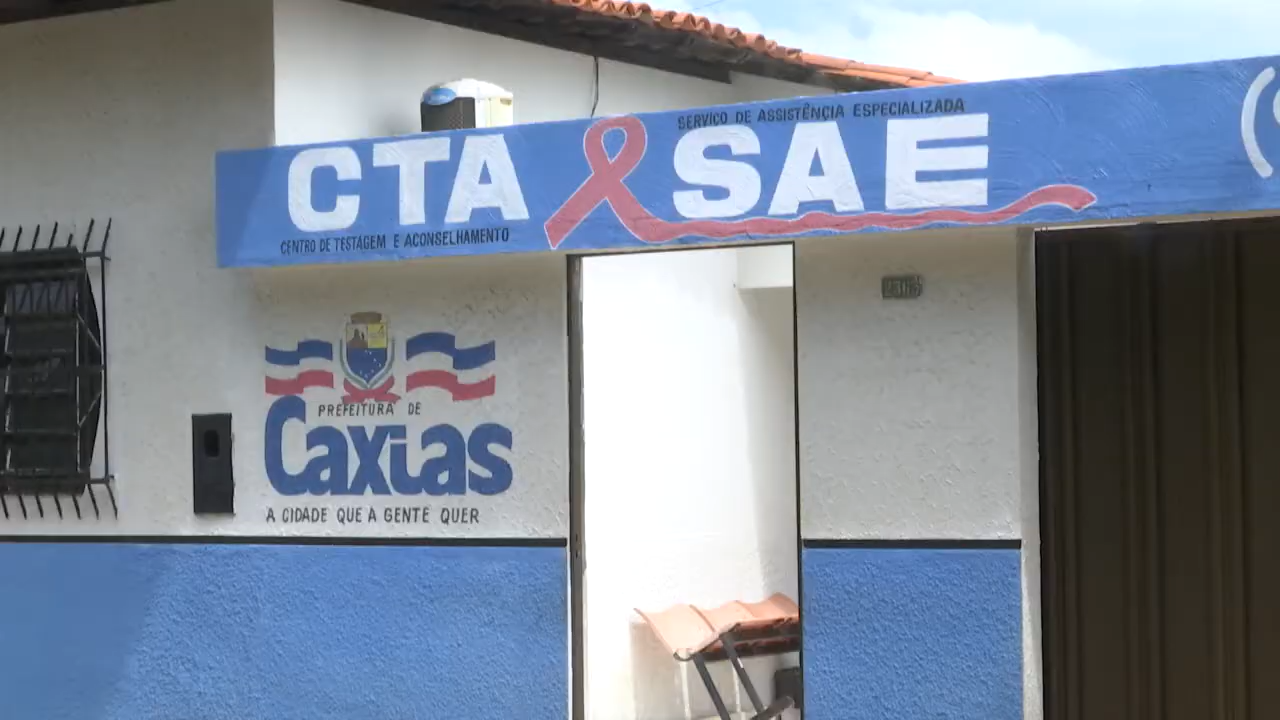 SERVIÇO DE ASSISTÊNCIA ESPECIALIZADA
CTA SAE
CENTRO DE TESTAGEM E ACONSELHAMENTO
PREFEITURA DE
Caxias
A CIDADE QUE A GENTE QUER